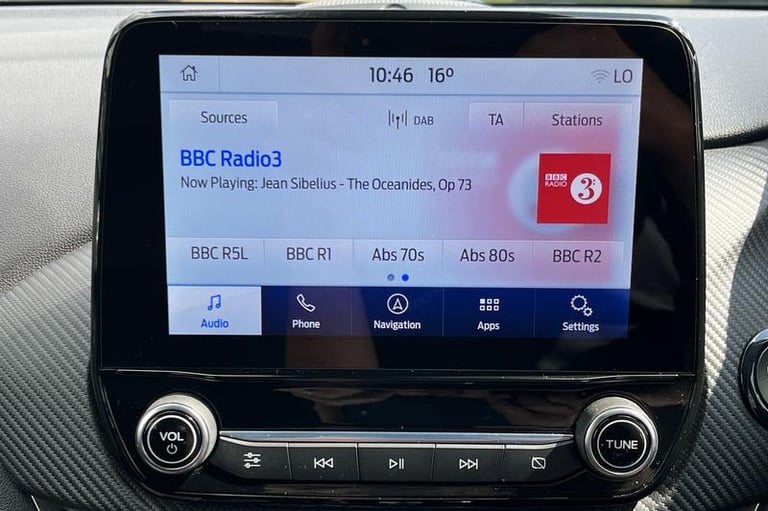 10:46 16º LO
Sources DAB TA Stations
BBC Radio3
Now Playing: Jean Sibelius - The Oceanides, Op 73
BBC
RADIO 3
BBC R5L BBC R1 Abs 70s Abs 80s BBC R2
Audio Phone Navigation Apps Settings
VOL
TUNE